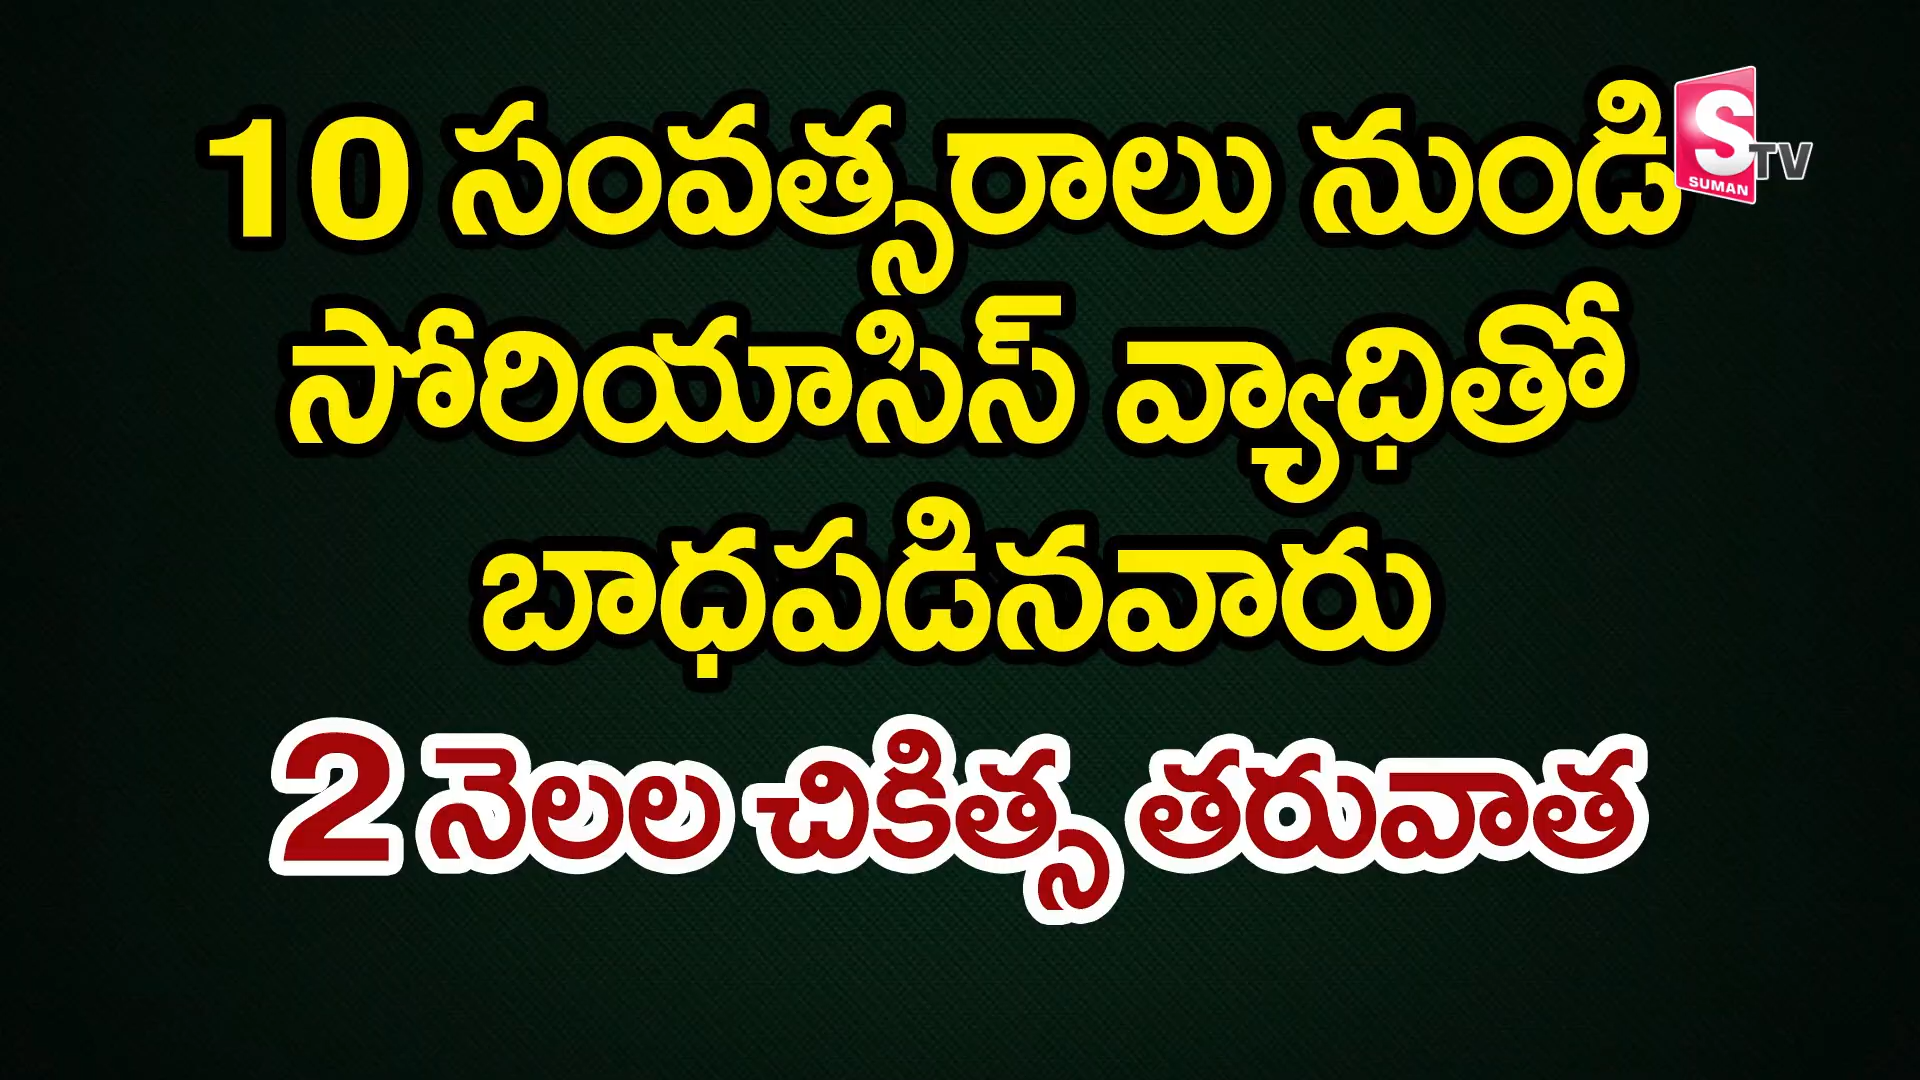 10 సంవత్సరాలు నుండి
సోరియాసిస్ వ్యాధితో
బాధపడినవారు
2 నెలల చికిత్స తరువాత
S TV
SUMAN